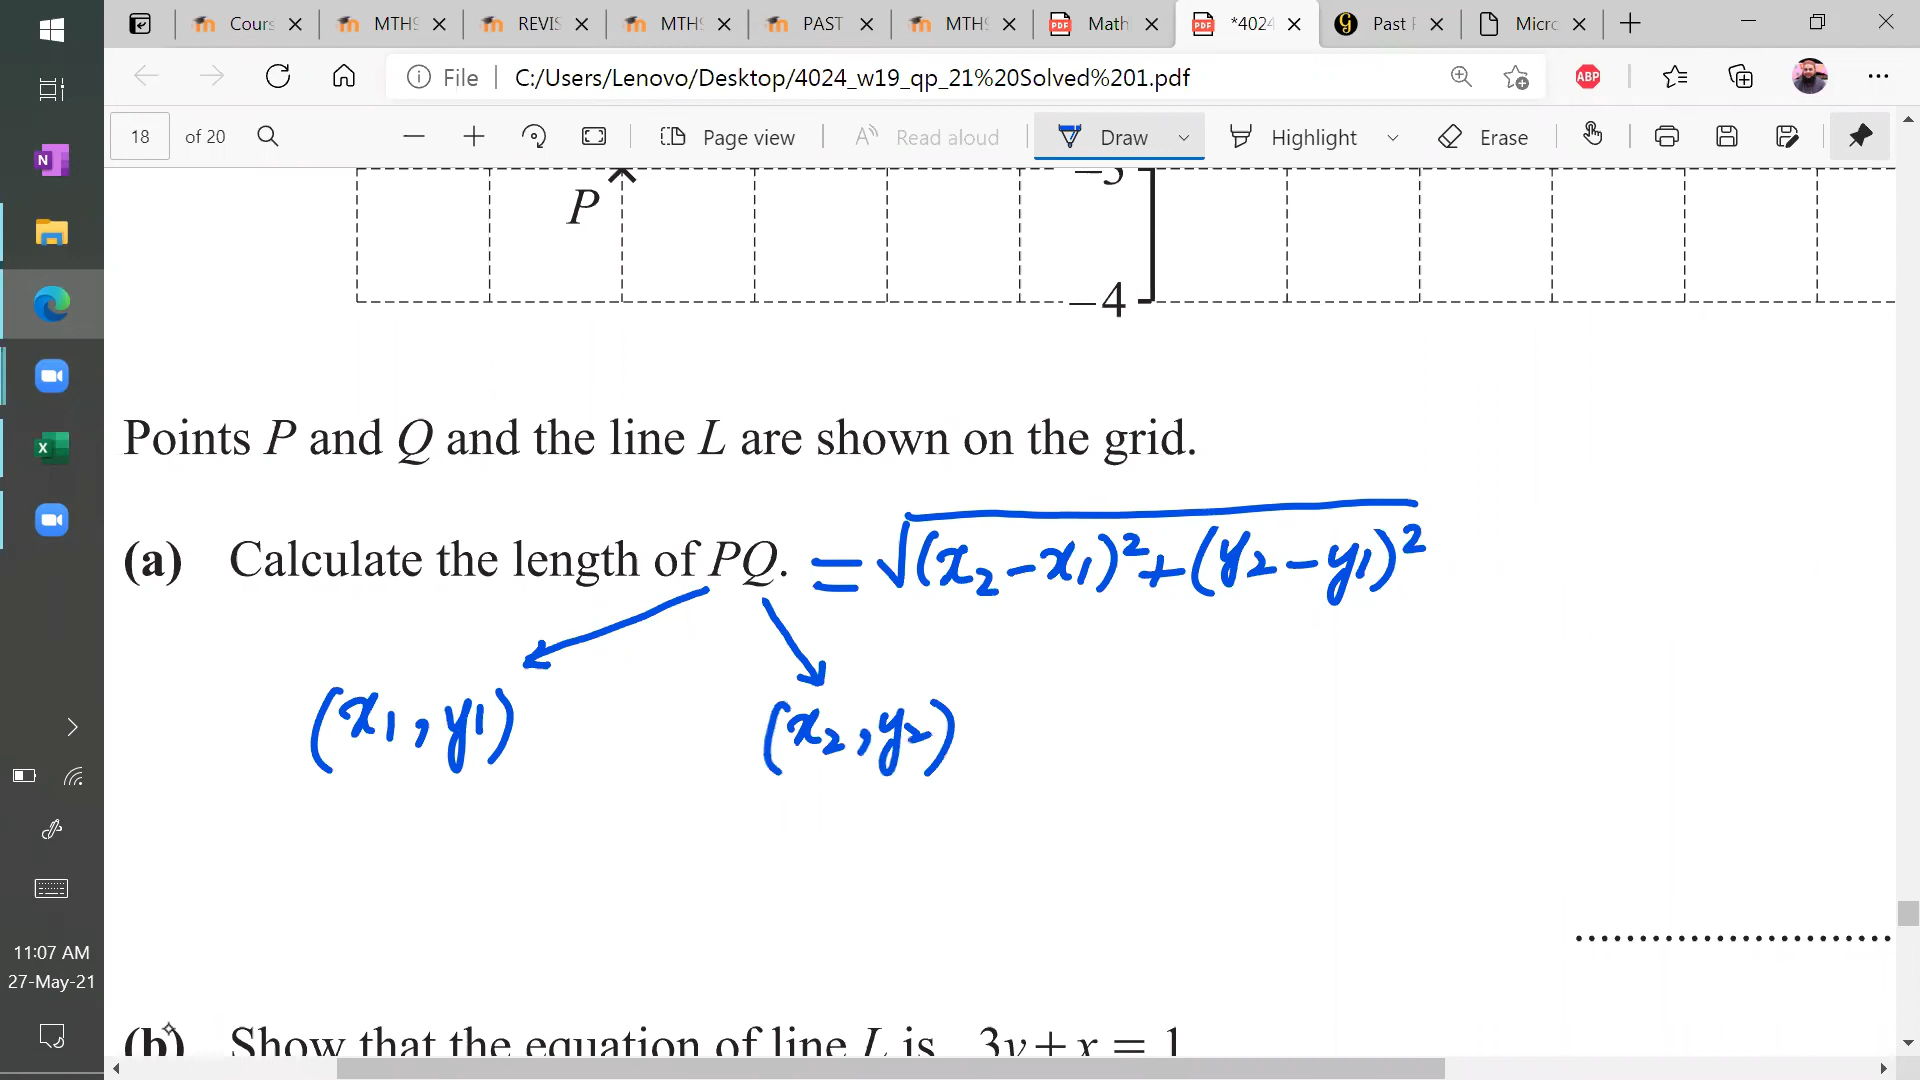 Cours MTHS REVIS MTHS PAST MTHS Math *4024 Past P Micro
File C:/Users/Lenovo/Desktop/4024_w19_qp_21%20Solved%201.pdf ABP
18 of 20 Page view Read aloud Draw Highlight Erase
P
-4
Points P and Q and the line L are shown on the grid.
(a) Calculate the length of PQ. = √(x2-x1)²+(y2-y1)²
(x1, y1) (x2, y2)
11:07 AM
27-May-21
(b) Show that the equation of line L is 3y+x = 1